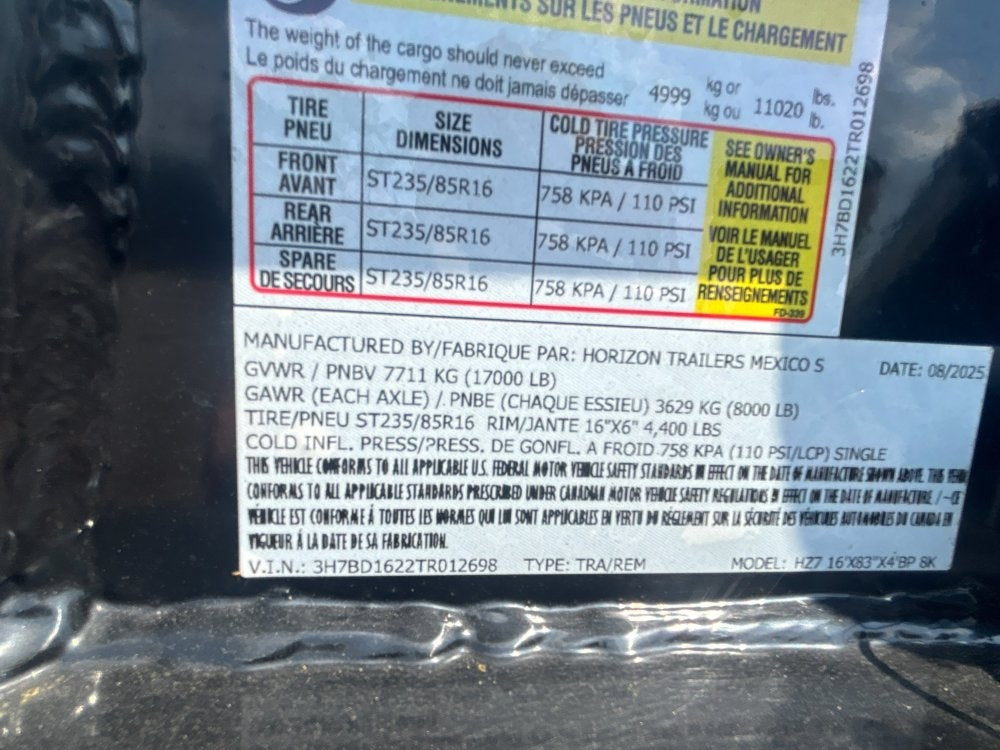 SUR LES PNEUS ET LE CHARGEMENT
The weight of the cargo should never exceed 4999 kg or 11020 lbs.
Le poids du chargement ne doit jamais dépasser kg ou lb.
TIRE PNEU
SIZE DIMENSIONS
COLD TIRE PRESSURE PRESSION DES PNEUS À FROID
FRONT AVANT ST235/85R16 758 KPA / 110 PSI
REAR ARRIÈRE ST235/85R16 758 KPA / 110 PSI
SPARE DE SECOURS ST235/85R16 758 KPA / 110 PSI
SEE OWNER'S
MANUAL FOR
ADDITIONAL
INFORMATION
VOIR LE MANUEL
DE L'USAGER
POUR PLUS DE
RENSEIGNEMENTS
FD-339
3H7BD1622TR012698
MANUFACTURED BY/FABRIQUE PAR: HORIZON TRAILERS MEXICO S DATE: 08/2025
GVWR / PNBV 7711 KG (17000 LB)
GAWR (EACH AXLE) / PNBE (CHAQUE ESSIEU) 3629 KG (8000 LB)
TIRE/PNEU ST235/85R16 RIM/JANTE 16"X6" 4,400 LBS
COLD INFL. PRESS/PRESS. DE GONFL. A FROID 758 KPA (110 PSI/LCP) SINGLE
THIS VEHICLE CONFORMS TO ALL APPLICABLE U.S. FEDERAL MOTOR VEHICLE SAFETY STANDARDS IN EFFECT ON THE DATE OF MANUFACTURE SHOWN ABOVE. THIS VEHICLE
CONFORMS TO ALL APPLICABLE STANDARDS PRESCRIBED UNDER CANADIAN MOTOR VEHICLE SAFETY REGULATIONS IN EFFECT ON THE DATE OF MANUFACTURE. / -CE
VÉHICULE EST CONFORME À TOUTES LES NORMES QUI LUI SONT APPLICABLES EN VERTU DU RÈGLEMENT SUR LA SÉCURITÉ DES VÉHICULES AUTOMOBILES DU CANADA EN
VIGUEUR À LA DATE DE SA FABRICATION.
V.I.N.: 3H7BD1622TR012698 TYPE: TRA/REM MODEL: HZ7 16'X83"X4'BP 8K